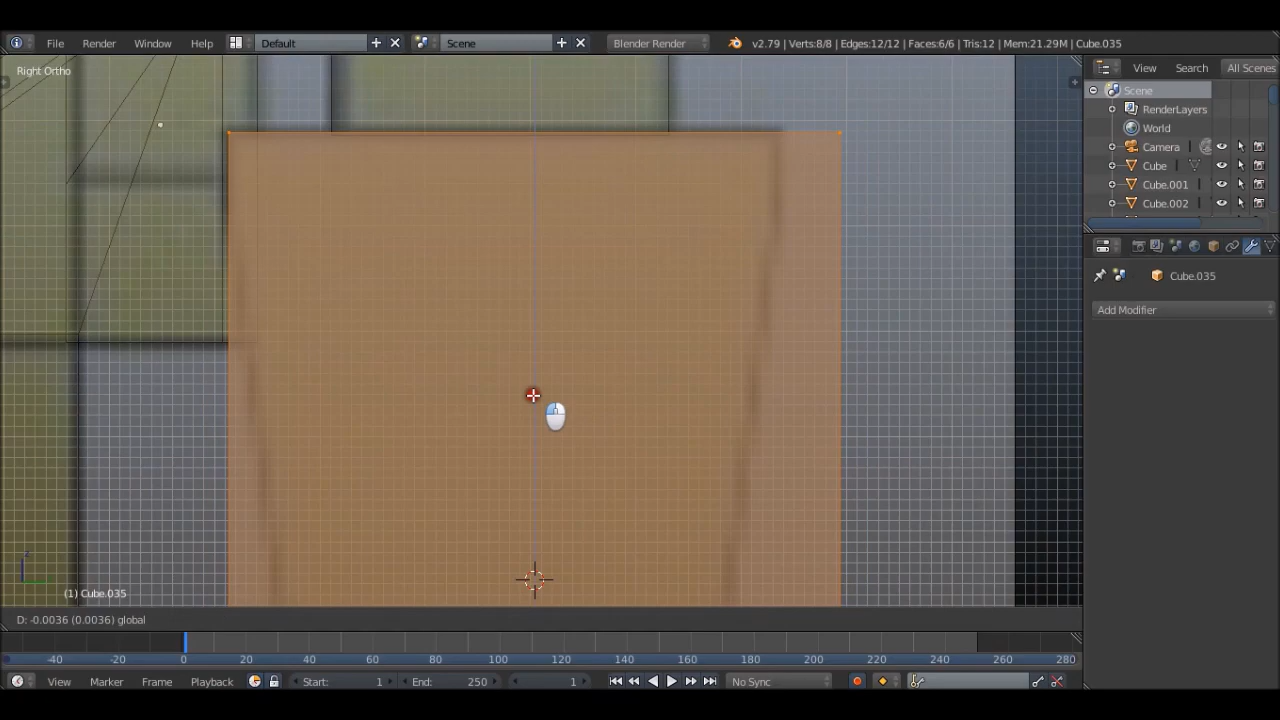 File Render Window Help Default Scene Blender Render v2.79 | Verts:8/8 | Edges:12/12 | Faces:6/6 | Tris:12 | Mem:21.29M | Cube.035
Right Ortho
View Search All Scenes
Scene
RenderLayers
World
Camera
Cube
Cube.001
Cube.002
Cube.035
Add Modifier
z
(1) Cube.035
D: -0.0036 (0.0036) global
-40 -20 0 20 40 60 80 100 120 140 160 180 200 220 240 260 280
View Marker Frame Playback Start: 1 End: 250 1 No Sync